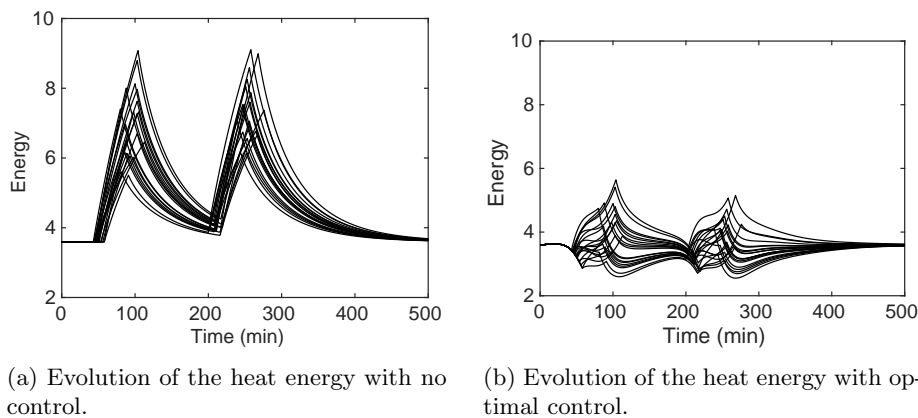 10
8
6
4
2
Energy
0 100 200 300 400 500
Time (min)
(a) Evolution of the heat energy with no
control.
10
8
6
4
2
Energy
0 100 200 300 400 500
Time (min)
(b) Evolution of the heat energy with op-
timal control.